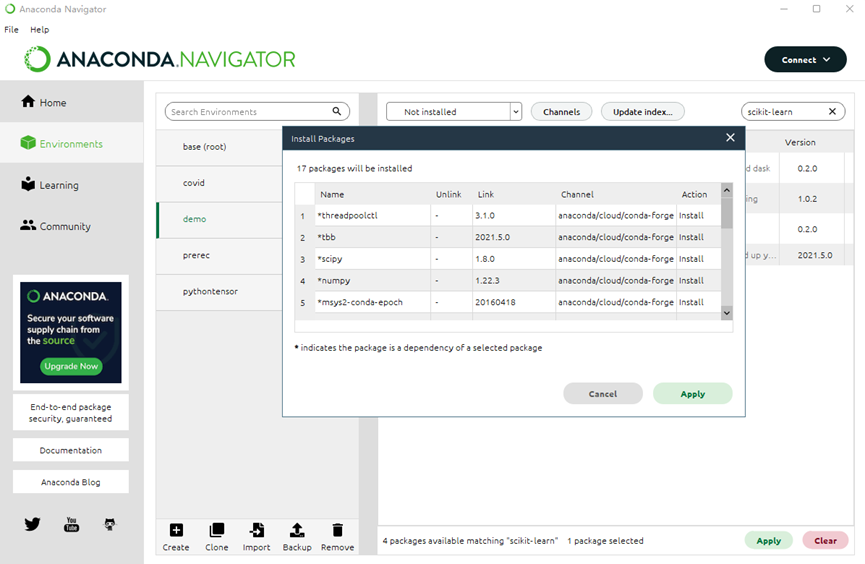 Anaconda Navigator
File Help
ANACONDA.NAVIGATOR
Connect
Home
Environments
Learning
Community
ANACONDA.
Secure your software
supply chain from
the source
Upgrade Now
End-to-end package
security, guaranteed
Documentation
Anaconda Blog
You
Tube
Search Environments
base (root)
covid
demo
prerec
pythontensor
Create Clone Import Backup Remove
Not installed Channels Update index... scikit-learn
Version
d dask 0.2.0
ing 1.0.2
0.2.0
d up y... 2021.5.0
Install Packages
17 packages will be installed
Name Unlink Link Channel Action
1 *threadpoolctl - 3.1.0 anaconda/cloud/conda-forge Install
2 *tbb - 2021.5.0 anaconda/cloud/conda-forge Install
3 *scipy - 1.8.0 anaconda/cloud/conda-forge Install
4 *numpy - 1.22.3 anaconda/cloud/conda-forge Install
5 *msys2-conda-epoch - 20160418 anaconda/cloud/conda-forge Install
* indicates the package is a dependency of a selected package
Cancel Apply
4 packages available matching "scikit-learn" 1 package selected
Apply Clear